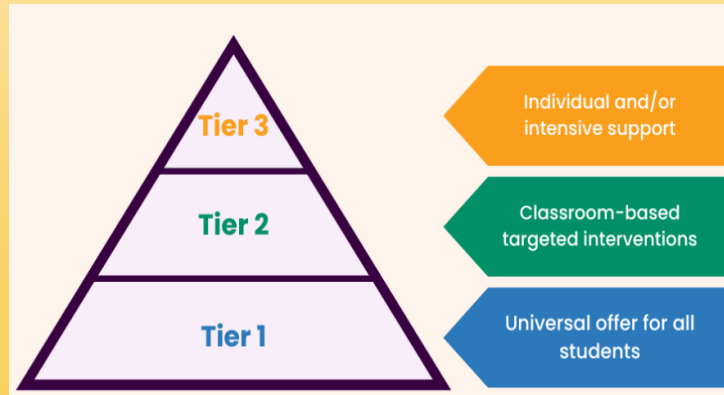 Tier 3
Individual and/or
intensive support
Tier 2
Classroom-based
targeted interventions
Tier 1
Universal offer for all
students